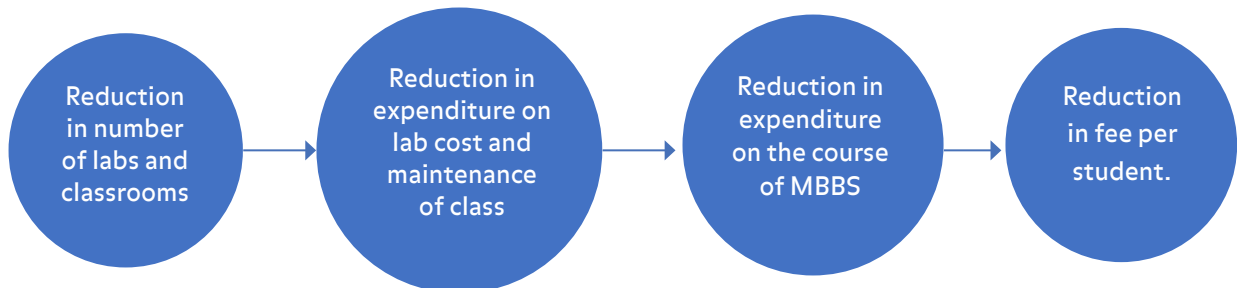 Reduction
in number
of labs and
classrooms
Reduction in
expenditure on
lab cost and
maintenance
of class
Reduction in
expenditure
on the course
of MBBS
Reduction
in fee per
student.